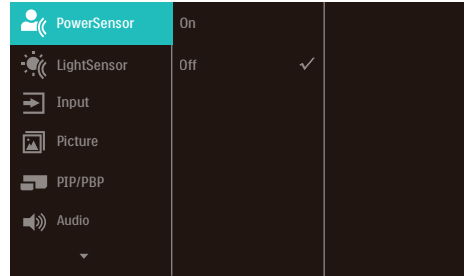 PowerSensor
On
LightSensor
Off
Input
Picture
PIP/PBP
Audio